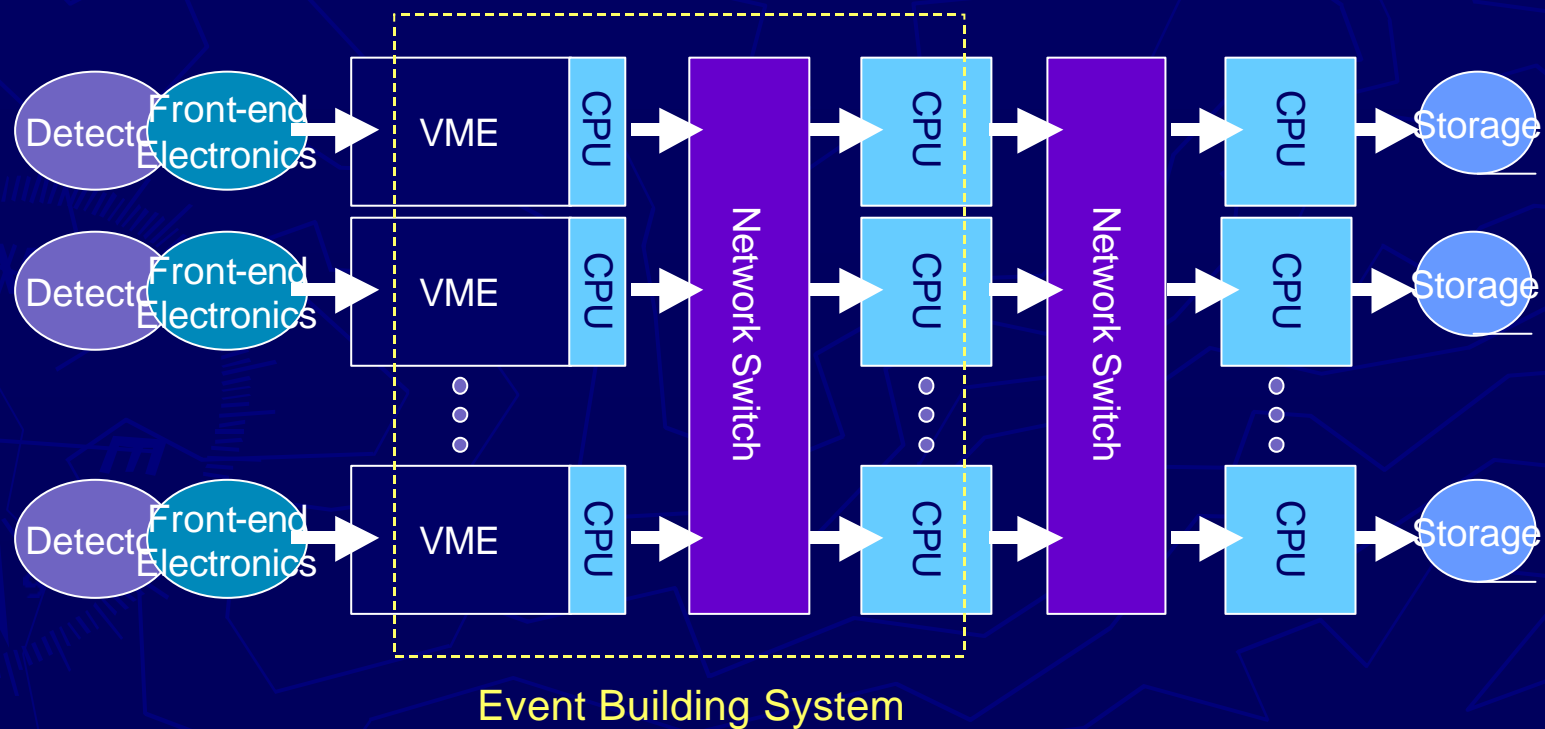 Detecto
Front-end
Electronics
VME
CPU
CPU
CPU
Storage
Detecto
Front-end
Electronics
VME
CPU
Network Switch
CPU
Network Switch
CPU
Storage
Detecto
Front-end
Electronics
VME
CPU
CPU
CPU
Storage
Event Building System